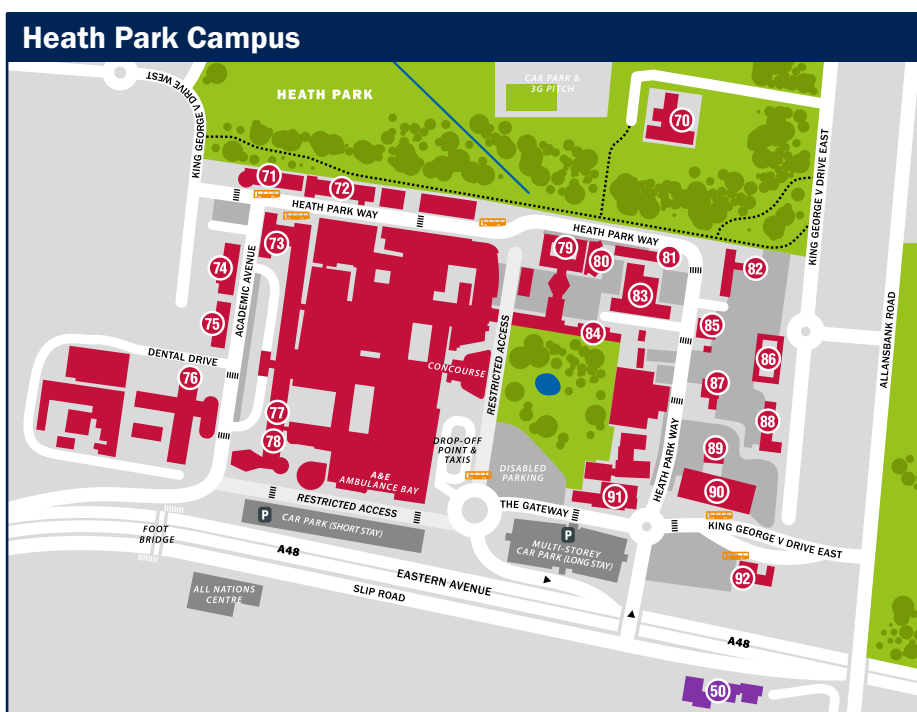 Heath Park Campus
KING GEORGE V DRIVE WEST
CAR PARK &
3G PITCH
HEATH PARK
70
71
72
HEATH PARK WAY
HEATH PARK WAY
KING GEORGE V DRIVE EAST
73
74
75
ACADEMIC AVENUE
79
80
81
82
83
84
85
86
87
88
89
90
91
92
DENTAL DRIVE
76
77
78
CONCOURSE
RESTRICTED ACCESS
ALLANSBANK ROAD
HEATH PARK WAY
DROP-OFF
POINT &
TAXIS
DISABLED
PARKING
A&E
AMBULANCE BAY
RESTRICTED ACCESS
THE GATEWAY
P
CAR PARK (SHORT STAY)
P
MULTI-STOREY
CAR PARK (LONG STAY)
KING GEORGE V DRIVE EAST
FOOT
BRIDGE
A48
EASTERN AVENUE
SLIP ROAD
ALL NATIONS
CENTRE
A48
50